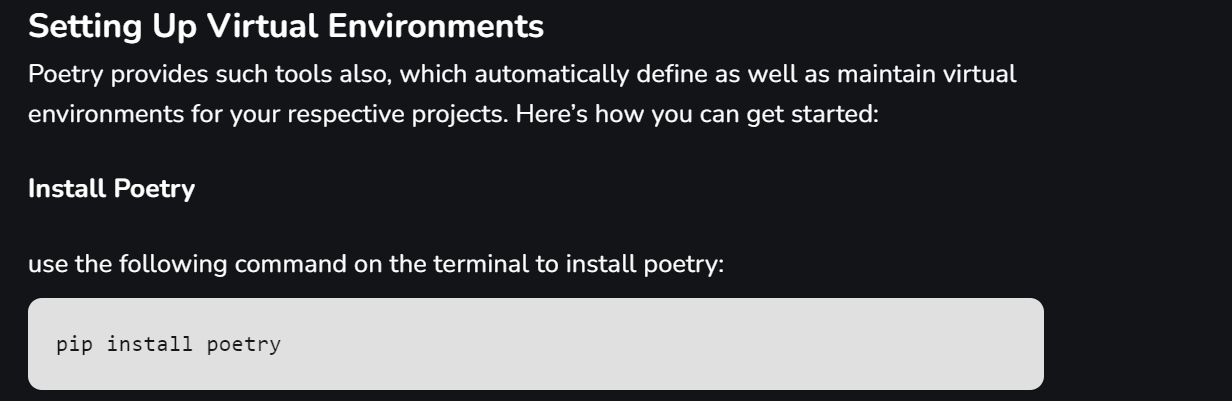 Setting Up Virtual Environments
Poetry provides such tools also, which automatically define as well as maintain virtual
environments for your respective projects. Here’s how you can get started:
Install Poetry
use the following command on the terminal to install poetry:
pip install poetry